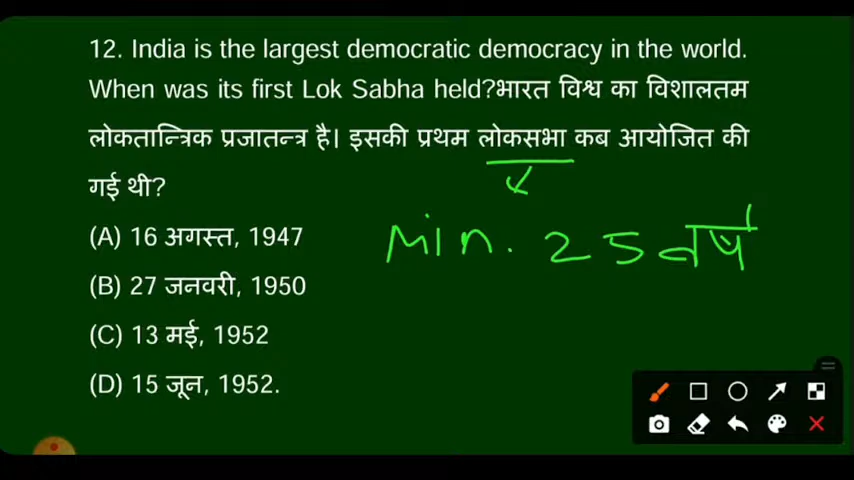 12. India is the largest democratic democracy in the world.
When was its first Lok Sabha held?भारत विश्व का विशालतम
लोकतान्त्रिक प्रजातन्त्र है। इसकी प्रथम लोकसभा कब आयोजित की
गई थी?
(A) 16 अगस्त, 1947
Min. 25 वर्ष
(B) 27 जनवरी, 1950
(C) 13 मई, 1952
(D) 15 जून, 1952.